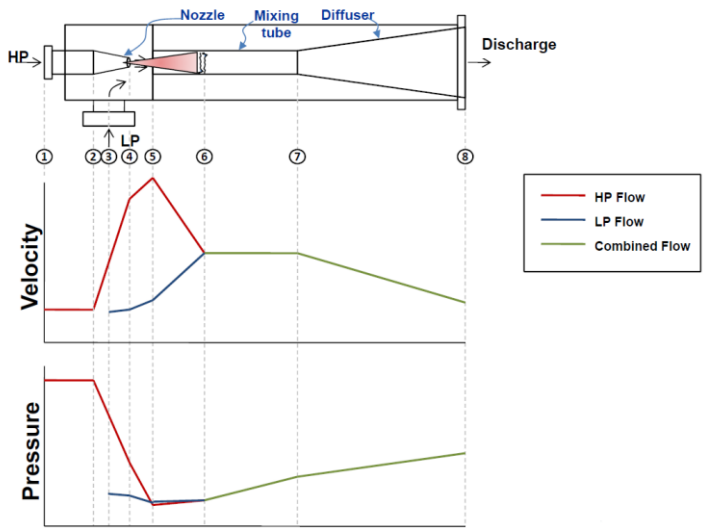 Nozzle
Mixing
tube
Diffuser
HP
Discharge
LP
① ② ③ ④ ⑤ ⑥ ⑦ ⑧
Velocity
HP Flow
LP Flow
Combined Flow
Pressure